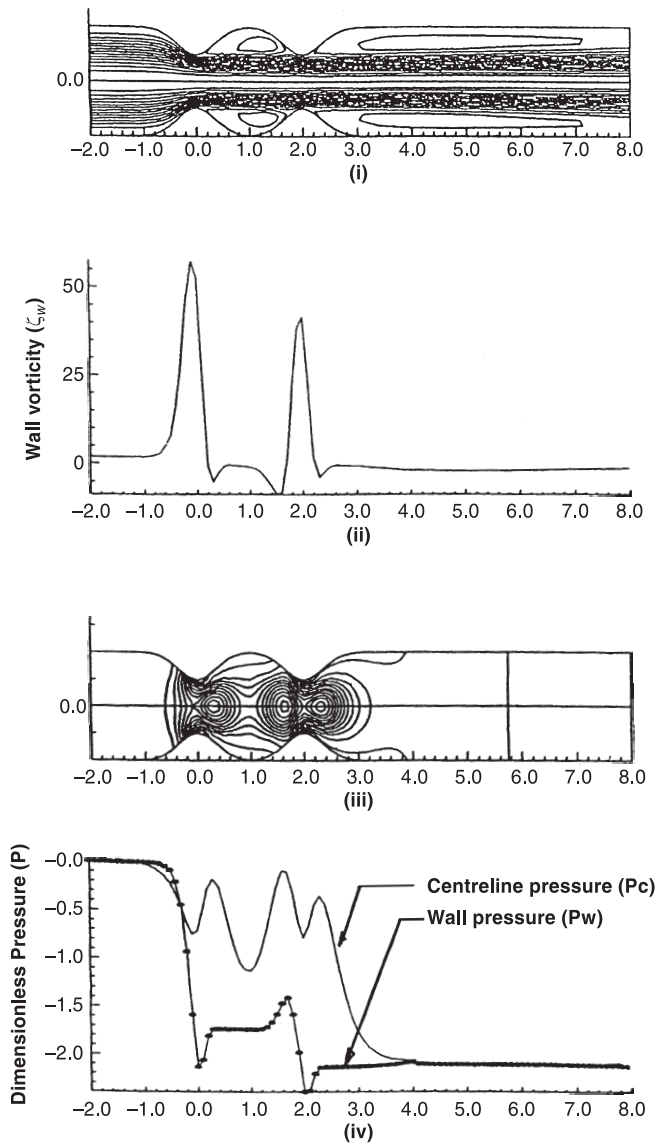 0.0
−2.0 −1.0 0.0 1.0 2.0 3.0 4.0 5.0 6.0 7.0 8.0
(i)
Wall vorticity (ζw)
50
25
0
−2.0 −1.0 0.0 1.0 2.0 3.0 4.0 5.0 6.0 7.0 8.0
(ii)
0.0
−2.0 −1.0 0.0 1.0 2.0 3.0 4.0 5.0 6.0 7.0 8.0
(iii)
Dimensionless Pressure (P)
−0.0
−0.5
−1.0
−1.5
−2.0
Centreline pressure (Pc)
Wall pressure (Pw)
−2.0 −1.0 0.0 1.0 2.0 3.0 4.0 5.0 6.0 7.0 8.0
(iv)